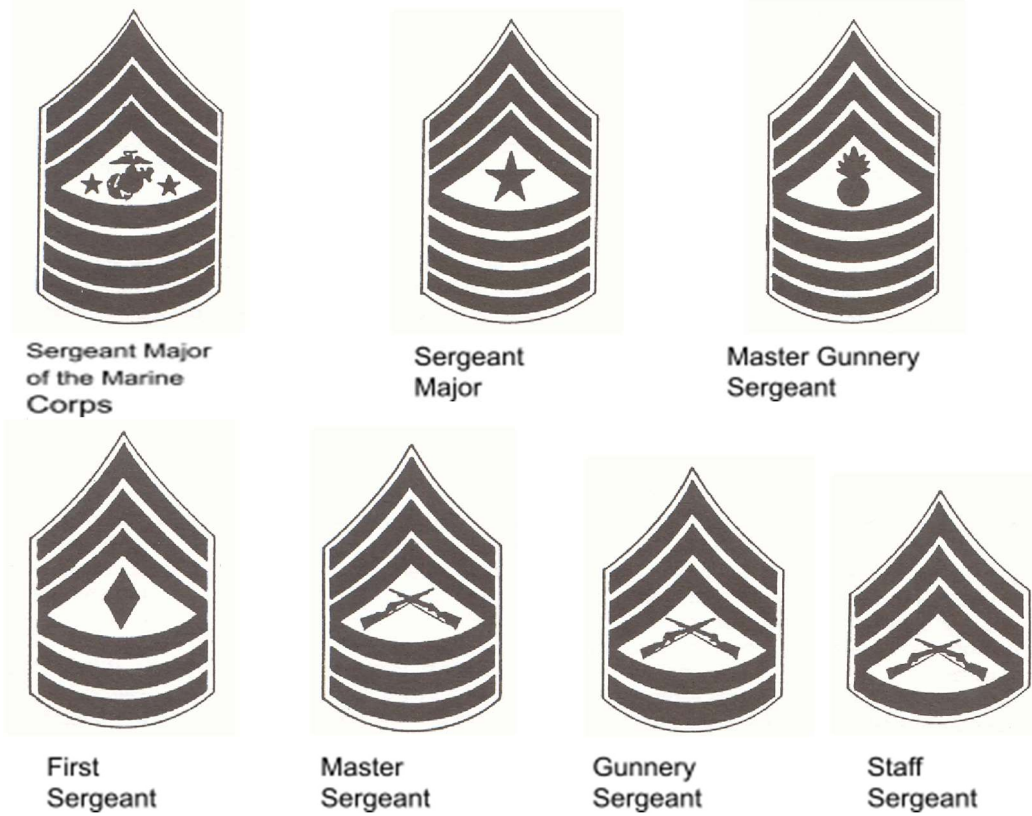 Sergeant Major
of the Marine
Corps
Sergeant
Major
Master Gunnery
Sergeant
First
Sergeant
Master
Sergeant
Gunnery
Sergeant
Staff
Sergeant